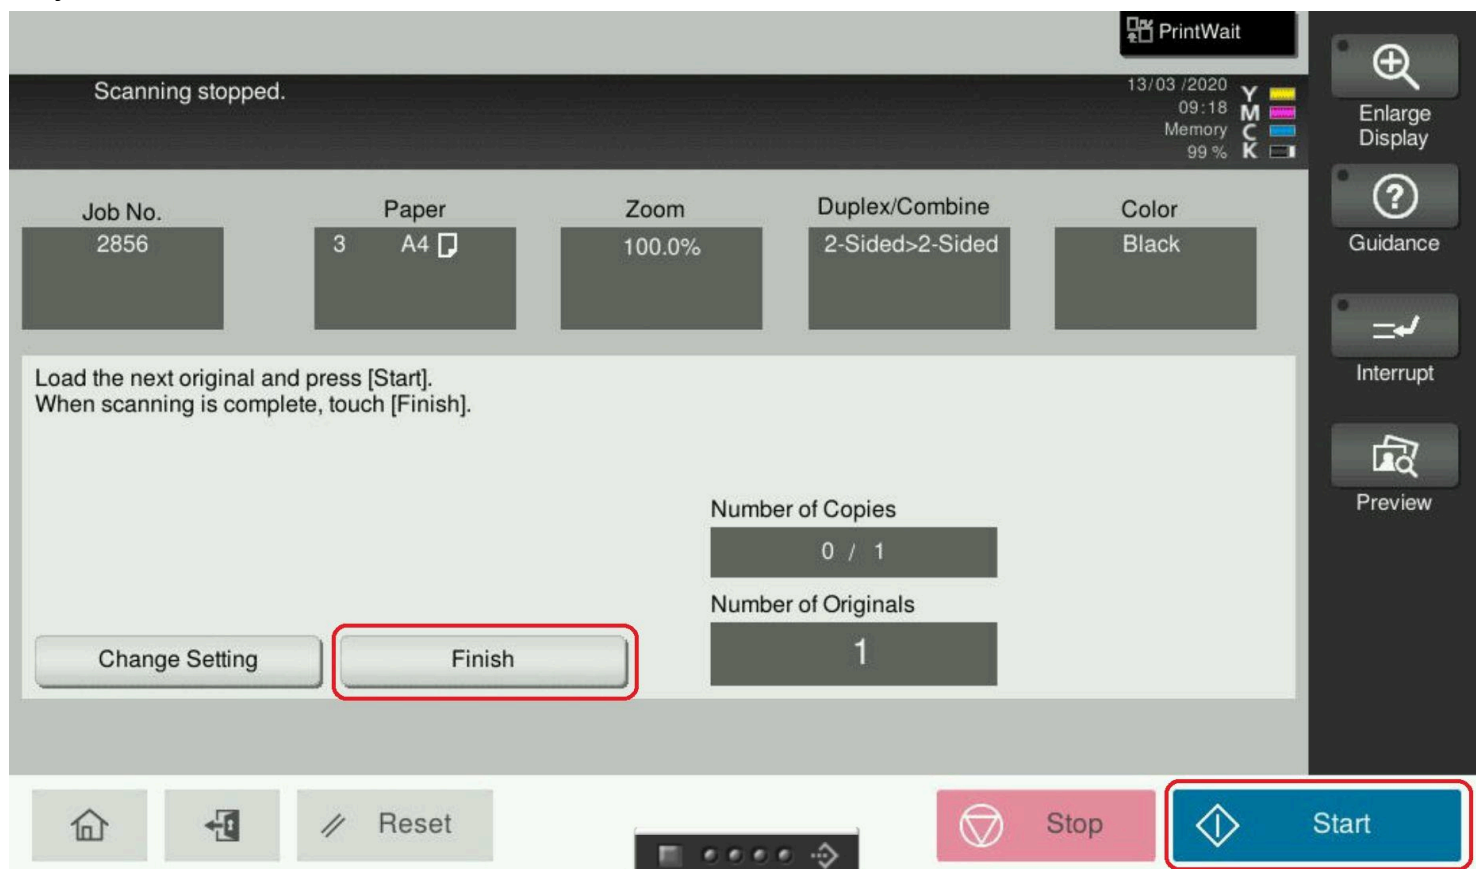 PrintWait
Scanning stopped.
13/03 /2020
09:18
Memory
99 %
Y
M
C
K
Job No.
2856
Paper
3 A4
Zoom
100.0%
Duplex/Combine
2-Sided>2-Sided
Color
Black
Load the next original and press [Start].
When scanning is complete, touch [Finish].
Number of Copies
0 / 1
Number of Originals
1
Change Setting
Finish
Enlarge
Display
Guidance
Interrupt
Preview
Reset
Stop
Start